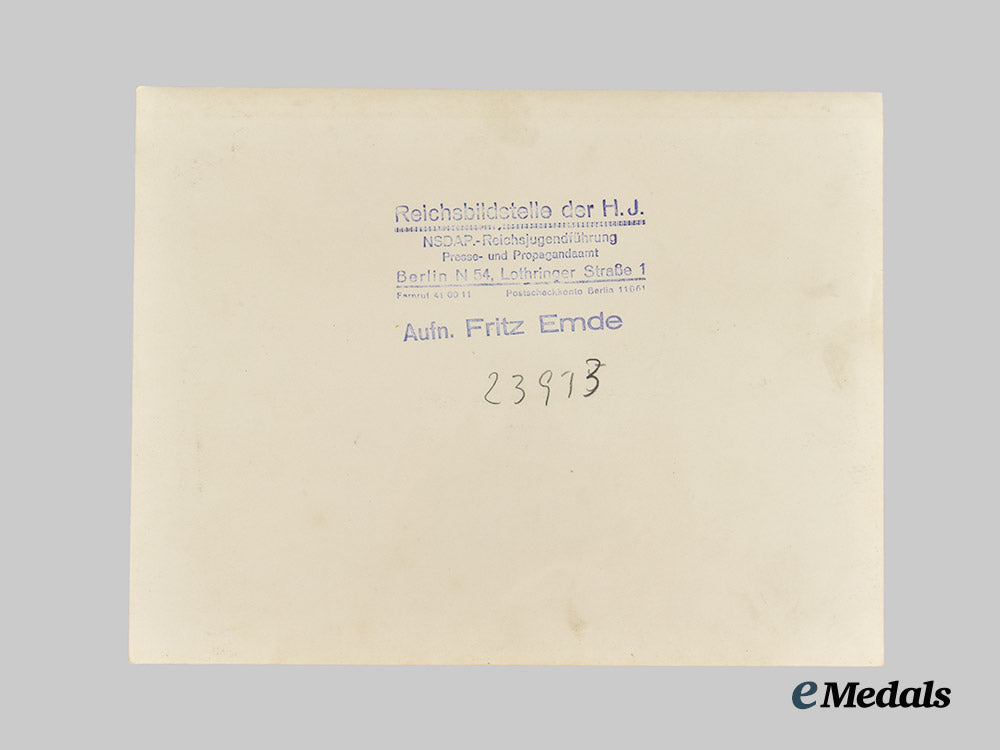 Reichsbildstelle der H.J.
NSDAP.-Reichsjugendführung
Presse- und Propagandaamt
Berlin N 54, Lothringer Straße 1
Fernruf 41 00 11 Postscheckkonto Berlin 11661
Aufn. Fritz Emde
23913
eMedals